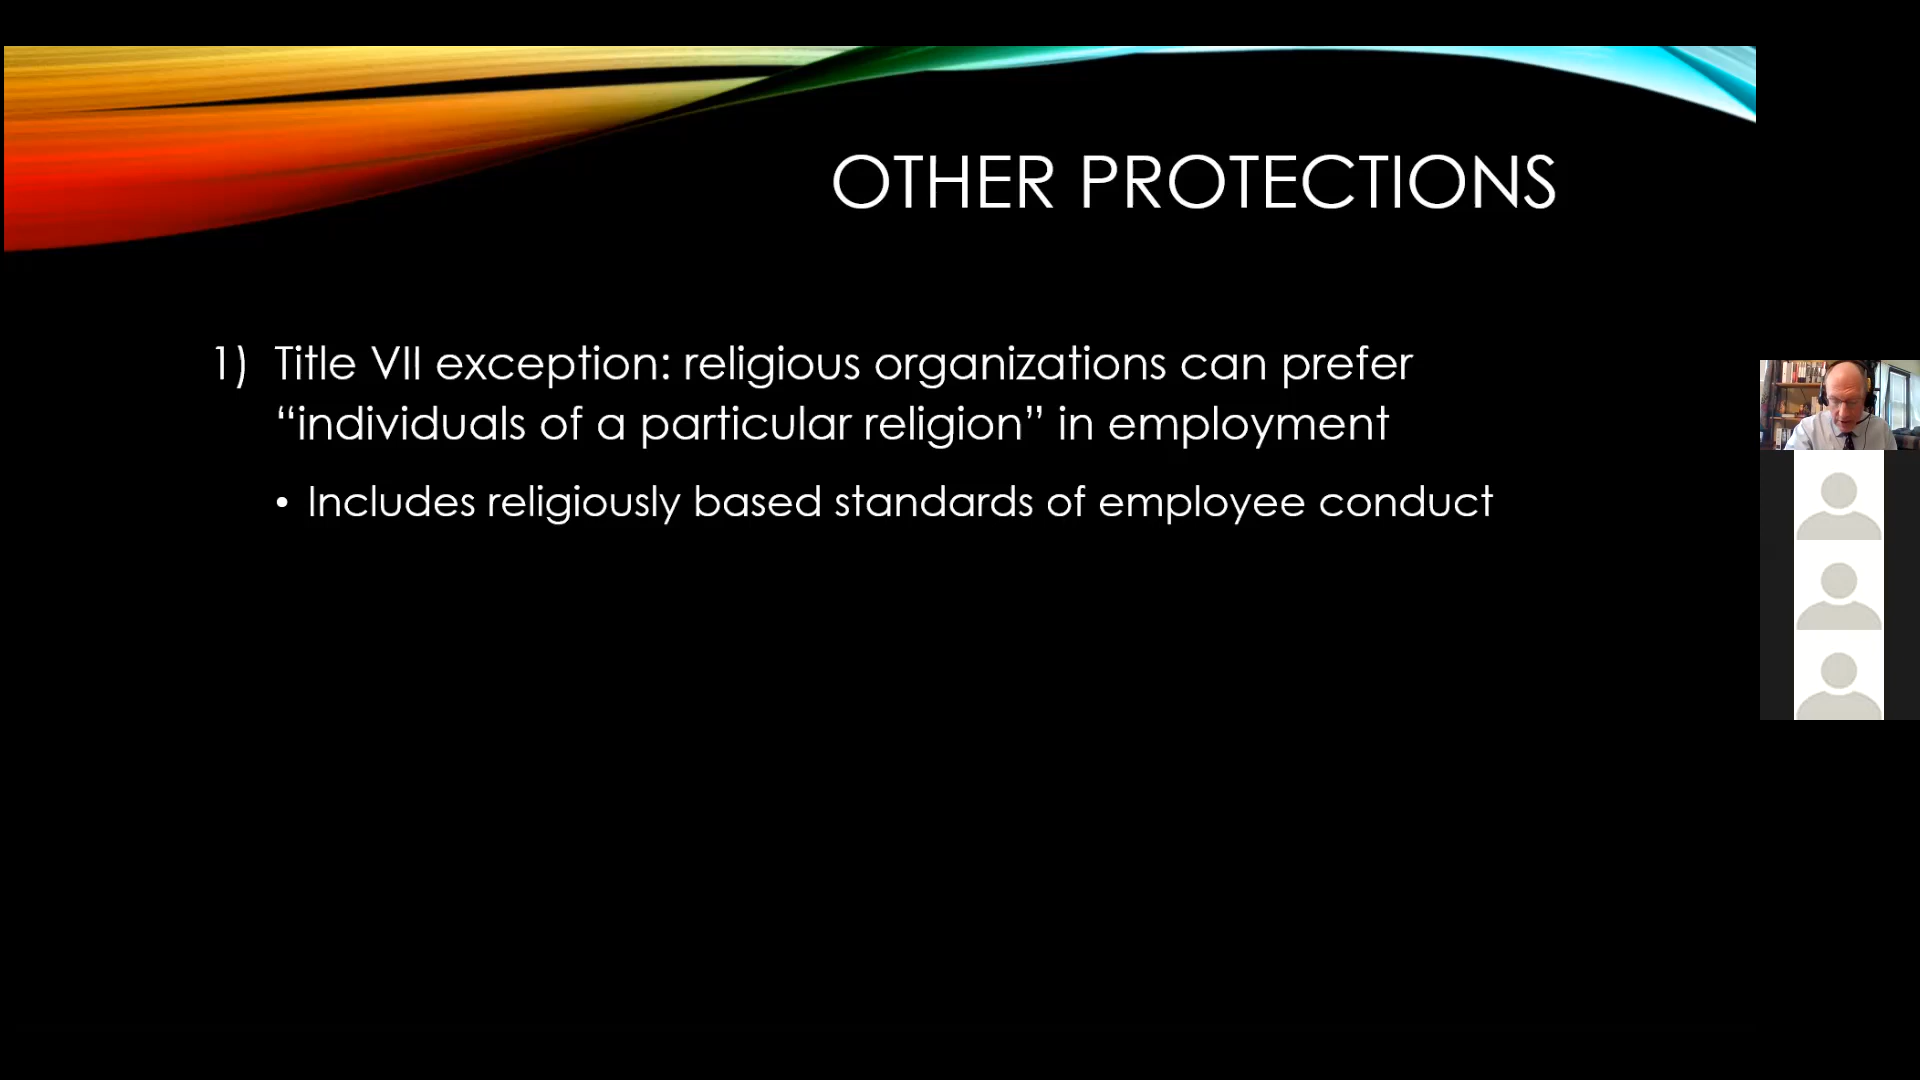 OTHER PROTECTIONS
1) Title VII exception: religious organizations can prefer
“individuals of a particular religion” in employment
• Includes religiously based standards of employee conduct